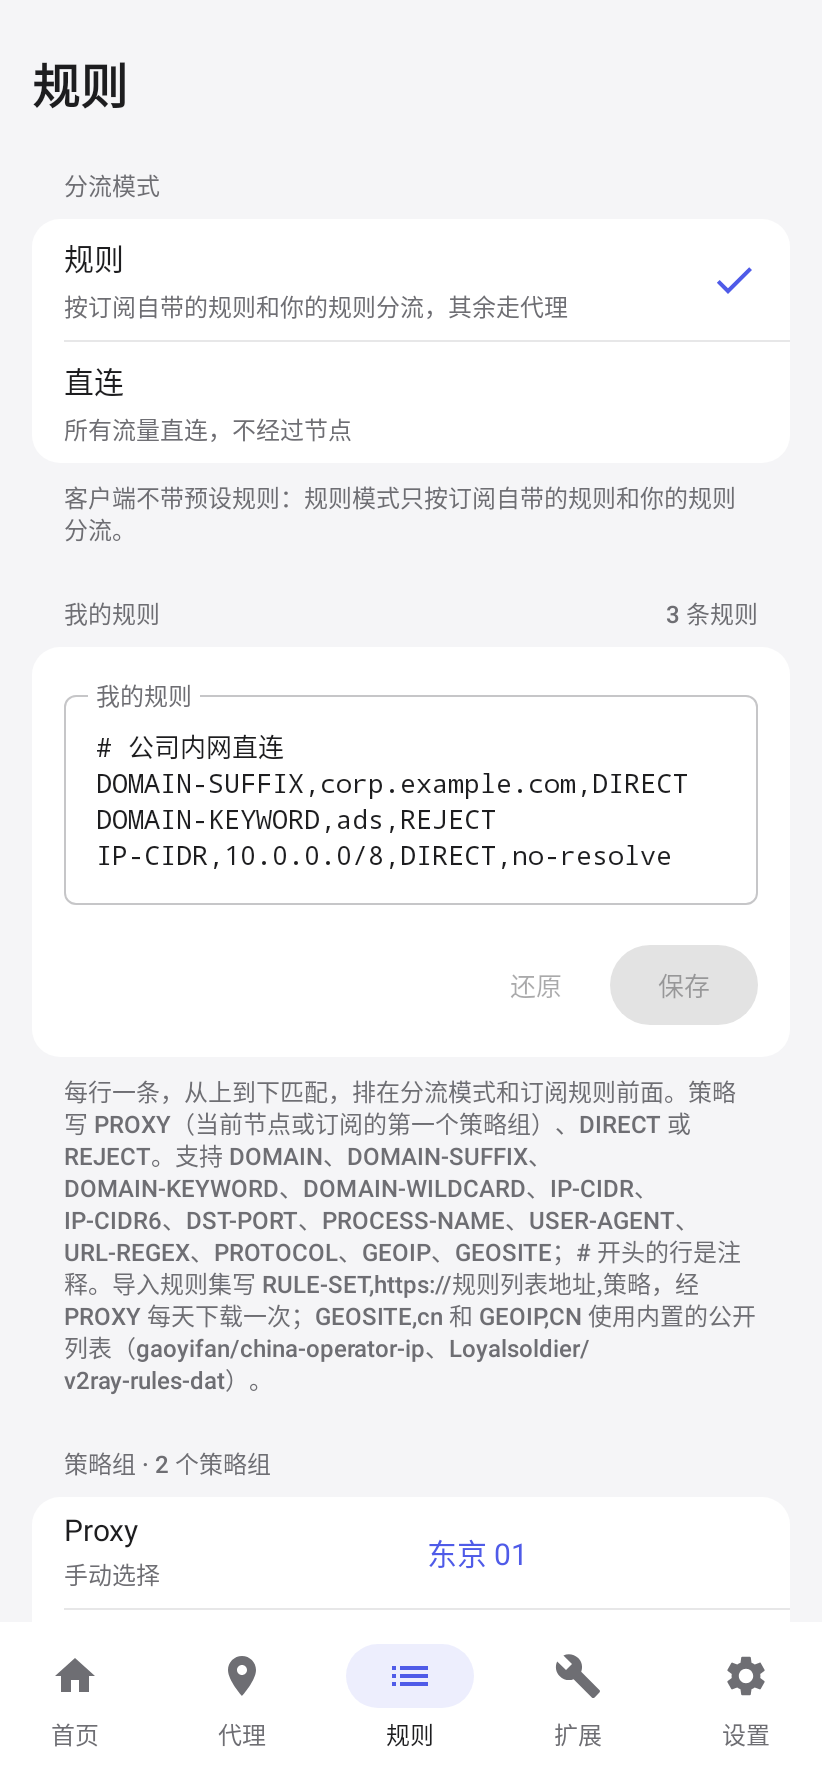 规则
分流模式
规则
按订阅自带的规则和你的规则分流，其余走代理
直连
所有流量直连，不经过节点
客户端不带预设规则：规则模式只按订阅自带的规则和你的规则
分流。
我的规则
3 条规则
我的规则
# 公司内网直连
DOMAIN-SUFFIX,corp.example.com,DIRECT
DOMAIN-KEYWORD,ads,REJECT
IP-CIDR,10.0.0.0/8,DIRECT,no-resolve
还原
保存
每行一条，从上到下匹配，排在分流模式和订阅规则前面。策略
写 PROXY（当前节点或订阅的第一个策略组）、DIRECT 或
REJECT。支持 DOMAIN、DOMAIN-SUFFIX、
DOMAIN-KEYWORD、DOMAIN-WILDCARD、IP-CIDR、
IP-CIDR6、DST-PORT、PROCESS-NAME、USER-AGENT、
URL-REGEX、PROTOCOL、GEOIP、GEOSITE；# 开头的行是注
释。导入规则集写 RULE-SET,https://规则列表地址,策略，经
PROXY 每天下载一次；GEOSITE,cn 和 GEOIP,CN 使用内置的公开
列表（gaoyifan/china-operator-ip、Loyalsoldier/
v2ray-rules-dat）。
策略组 · 2 个策略组
Proxy
手动选择
东京 01
首页
代理
规则
扩展
设置